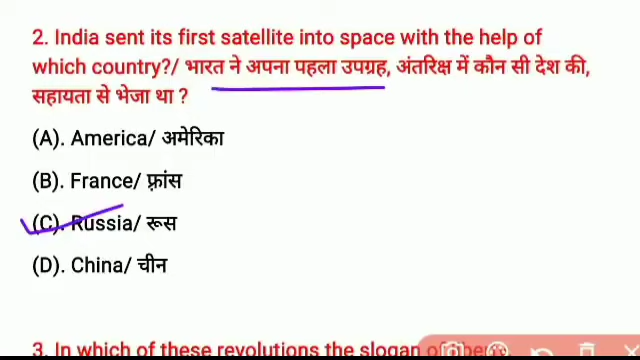 2. India sent its first satellite into space with the help of
which country?/ भारत ने अपना पहला उपग्रह, अंतरिक्ष में कौन सी देश की,
सहायता से भेजा था ?
(A). America/ अमेरिका
(B). France/ फ़्रांस
(C). Russia/ रूस
(D). China/ चीन
3. In which of these revolutions the slogan of